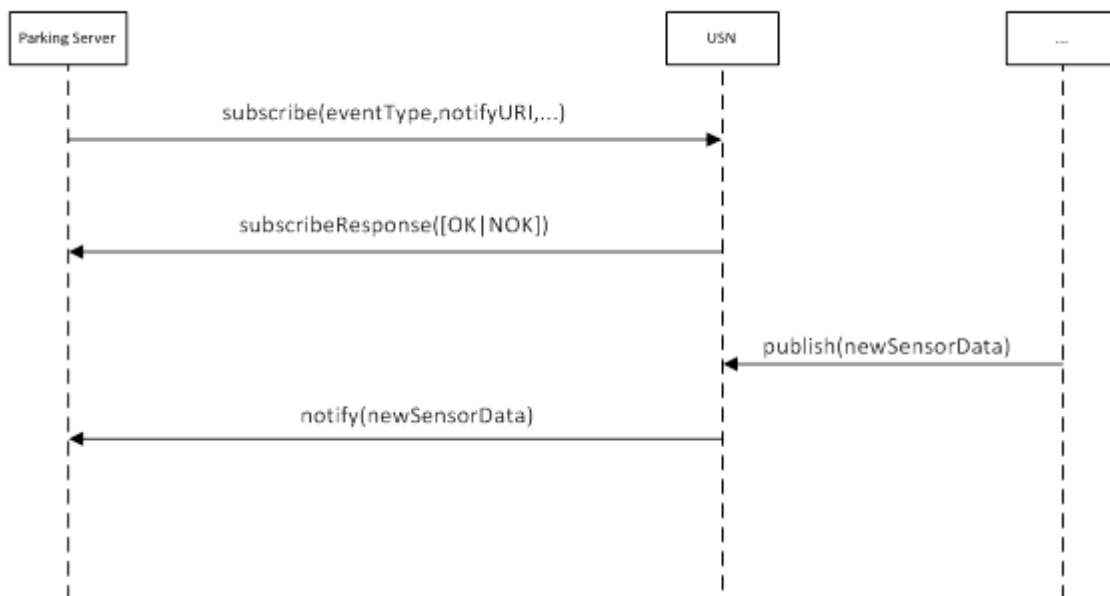 Parking Server
USN
...
subscribe(eventType,notifyURI,...)
subscribeResponse([OK|NOK])
publish(newSensorData)
notify(newSensorData)